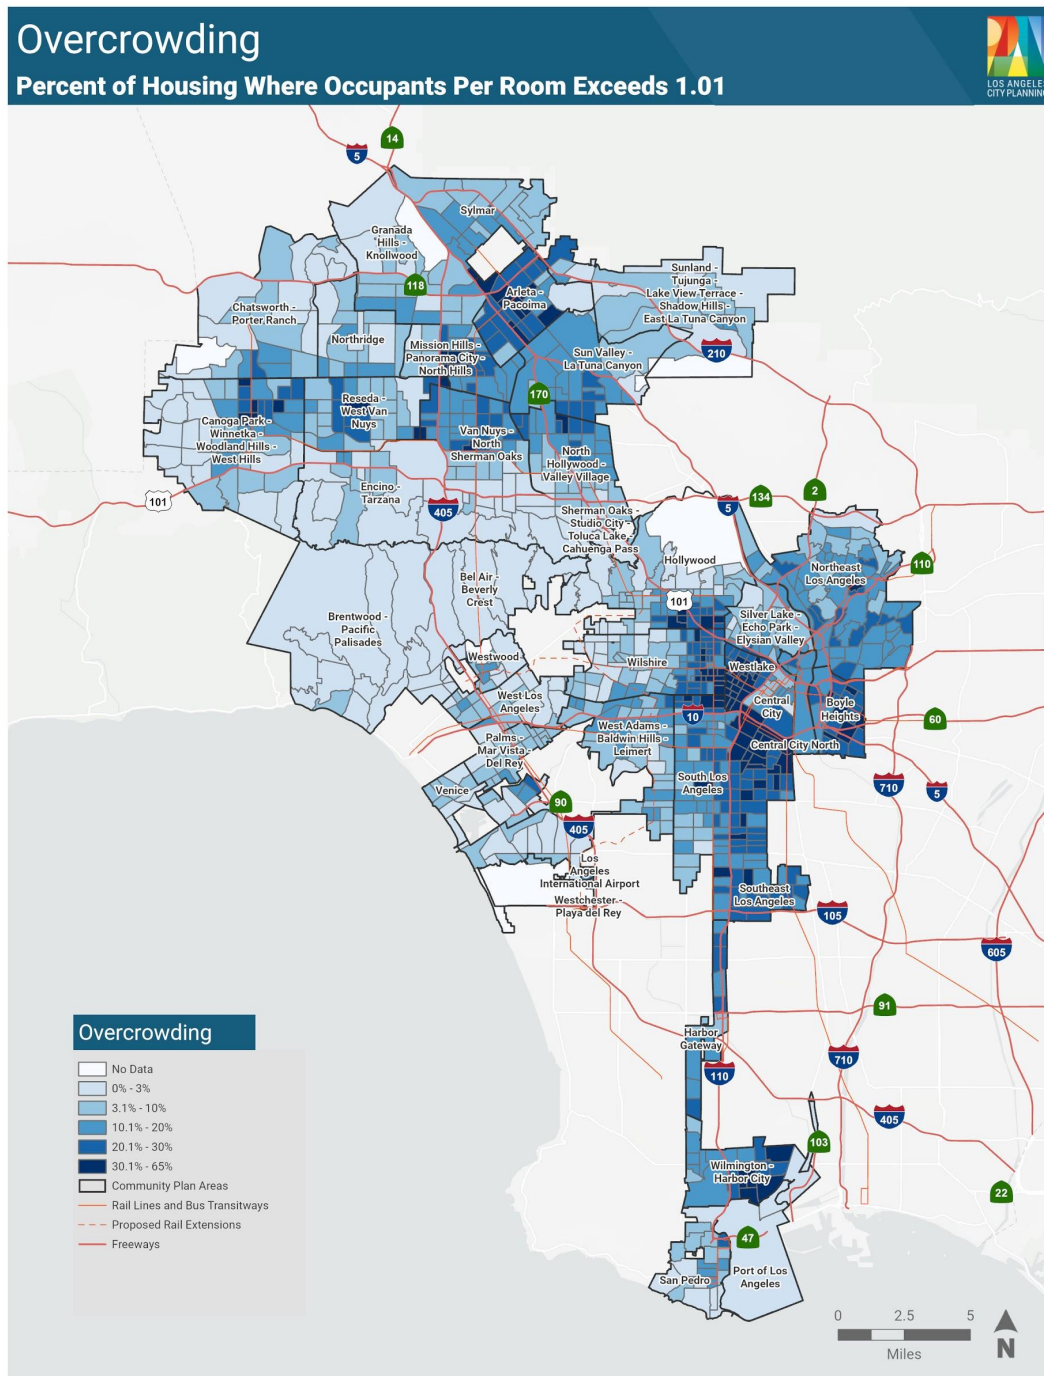 Overcrowding
Percent of Housing Where Occupants Per Room Exceeds 1.01
LOS ANGELES
CITY PLANNING
14
5
Sylmar
Granada
Hills -
Knollwood
118
Arleta -
Pacoima
Sunland -
Tujunga -
Lake View Terrace -
Shadow Hills -
East La Tuna Canyon
Chatsworth -
Porter Ranch
Northridge
Mission Hills -
Panorama City -
North Hills
Sun Valley -
La Tuna Canyon
210
170
Reseda -
West Van
Nuys
Canoga Park -
Winnetka -
Woodland Hills -
West Hills
Van Nuys -
North
Sherman Oaks
North
Hollywood -
Valley Village
Encino -
Tarzana
101
405
134
2
5
Sherman Oaks -
Studio City -
Toluca Lake -
Cahuenga Pass
Hollywood
Northeast
Los Angeles
110
Bel Air -
Beverly
Crest
101
Brentwood -
Pacific
Palisades
Silver Lake -
Echo Park -
Elysian Valley
Westwood
Wilshire
Westlake
West Los
Angeles
Central
City
Boyle
Heights
10
60
West Adams -
Baldwin Hills -
Leimert
Central City North
Palms -
Mar Vista -
Del Rey
South Los
Angeles
710
5
Venice
90
405
Los
Angeles
International Airport
Westchester -
Playa del Rey
Southeast
Los Angeles
105
605
91
Harbor
Gateway
710
110
405
103
Wilmington -
Harbor City
22
47
San Pedro
Port of Los
Angeles
Overcrowding
No Data
0% - 3%
3.1% - 10%
10.1% - 20%
20.1% - 30%
30.1% - 65%
Community Plan Areas
Rail Lines and Bus Transitways
Proposed Rail Extensions
Freeways
0 2.5 5
Miles
N